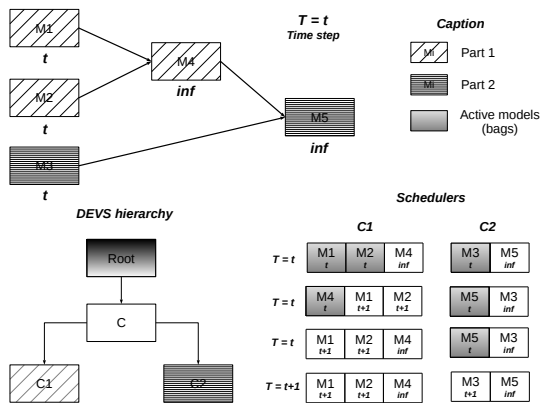 M1
t
M2
t
M3
t
M4
inf
M5
inf
T = t
Time step
Caption
Mi Part 1
Mi Part 2
Active models
(bags)
DEVS hierarchy
Root
C
C1 C2
Schedulers
C1 C2
T = t M1 M2 M4 M3 M5
t t inf t inf
T = t M4 M1 M2 M5 M3
t t+1 t+1 t inf
T = t M1 M2 M4 M5 M3
t+1 t+1 inf t inf
T = t+1 M1 M2 M4 M3 M5
t+1 t+1 inf t+1 inf